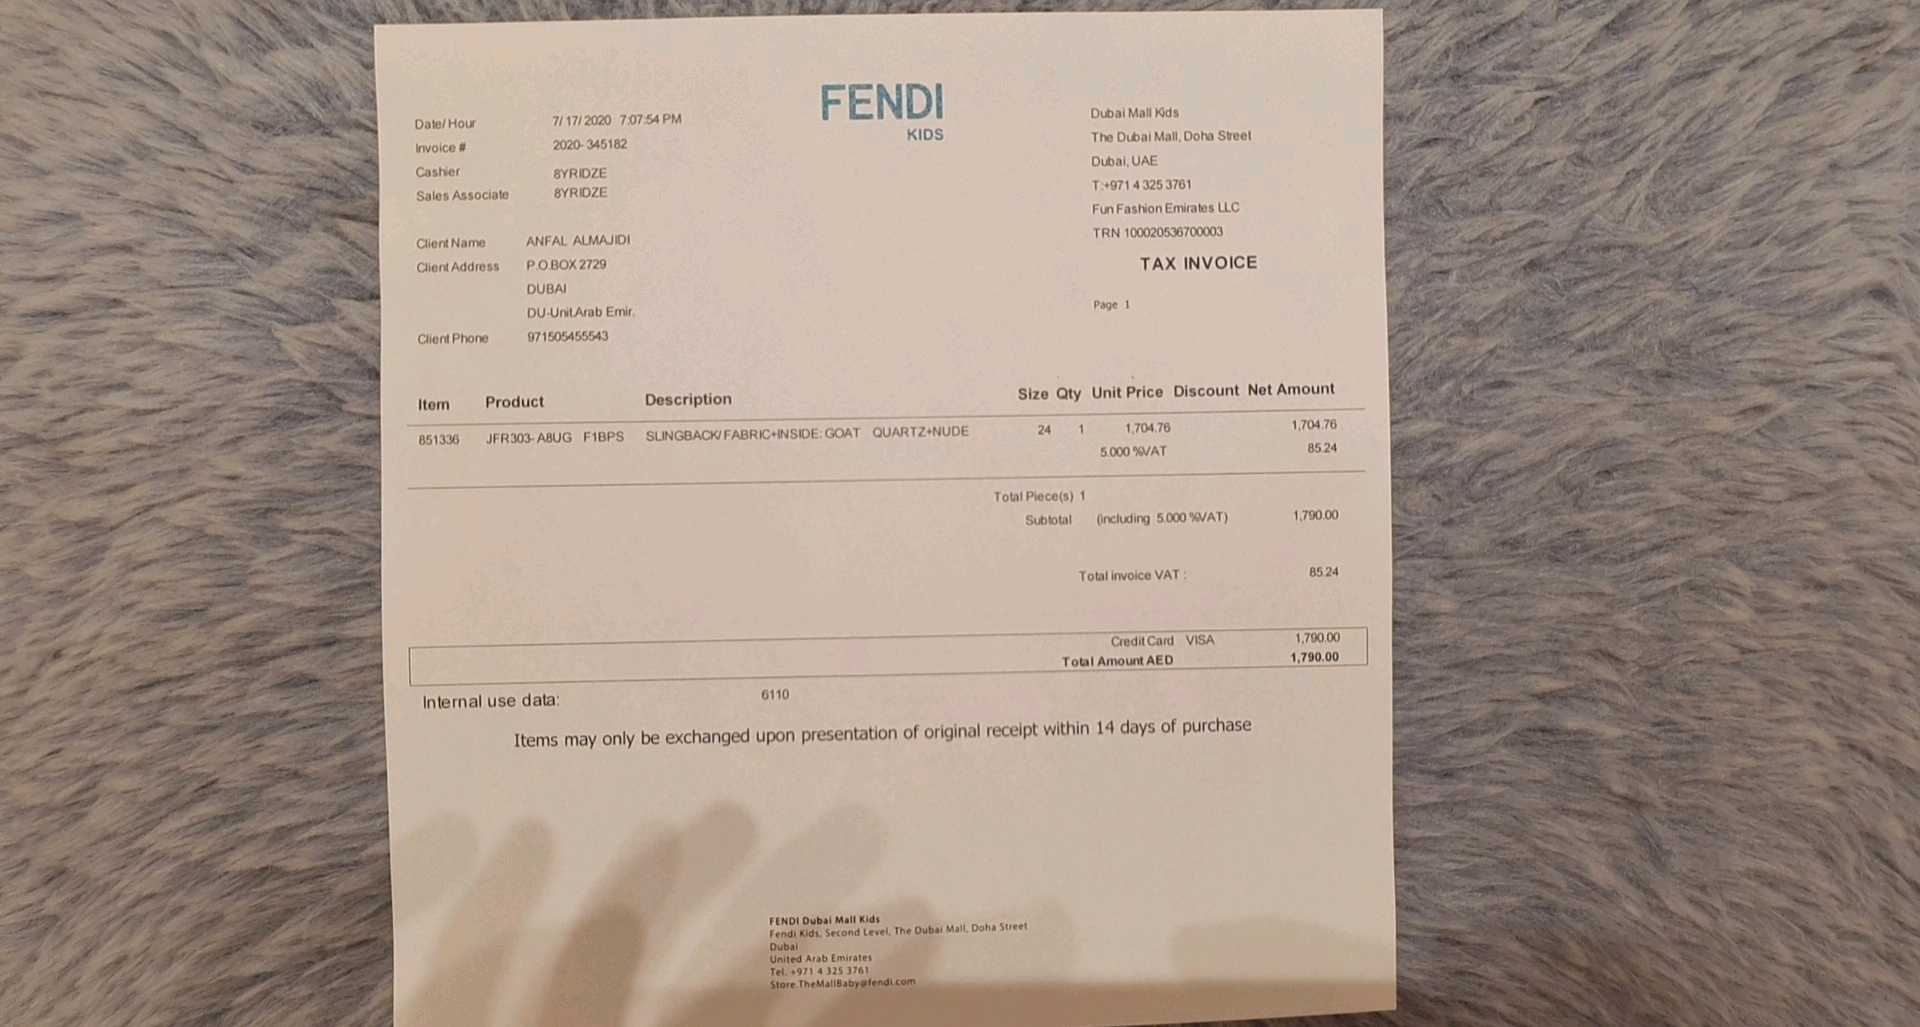 FENDI
KIDS
Date/Hour 7/17/2020 7:07:54 PM
Invoice # 2020-345182
Cashier 8YRIDZE
Sales Associate 8YRIDZE
Client Name ANFAL ALMAJIDI
Client Address P.O.BOX 2729
DUBAI
DU-Unit.Arab Emir.
Client Phone 971505455543
Dubai Mall Kids
The Dubai Mall, Doha Street
Dubai, UAE
T:+971 4 325 3761
Fun Fashion Emirates LLC
TRN 100020536700003
TAX INVOICE
Page 1
Item Product Description Size Qty Unit Price Discount Net Amount
851336 JFR303-A8UG F1BPS SLINGBACK/FABRIC+INSIDE:GOAT QUARTZ+NUDE 24 1 1,704.76 1,704.76
5.000 %VAT 85.24
Total Piece(s) 1
Subtotal (including 5.000 %VAT) 1,790.00
Total invoice VAT : 85.24
Credit Card VISA 1,790.00
Total Amount AED 1,790.00
Internal use data: 6110
Items may only be exchanged upon presentation of original receipt within 14 days of purchase
FENDI Dubai Mall Kids
Fendi Kids, Second Level, The Dubai Mall, Doha Street
Dubai
United Arab Emirates
Tel. +971 4 325 3761
Store.TheMallBaby@fendi.com